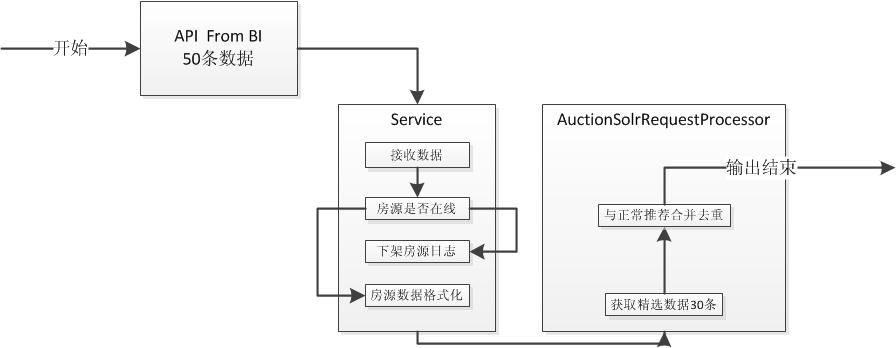 开始
API From BI
50条数据
Service
接收数据
房源是否在线
下架房源日志
房源数据格式化
AuctionSolrRequestProcessor
输出结束
与正常推荐合并去重
获取精选数据30条